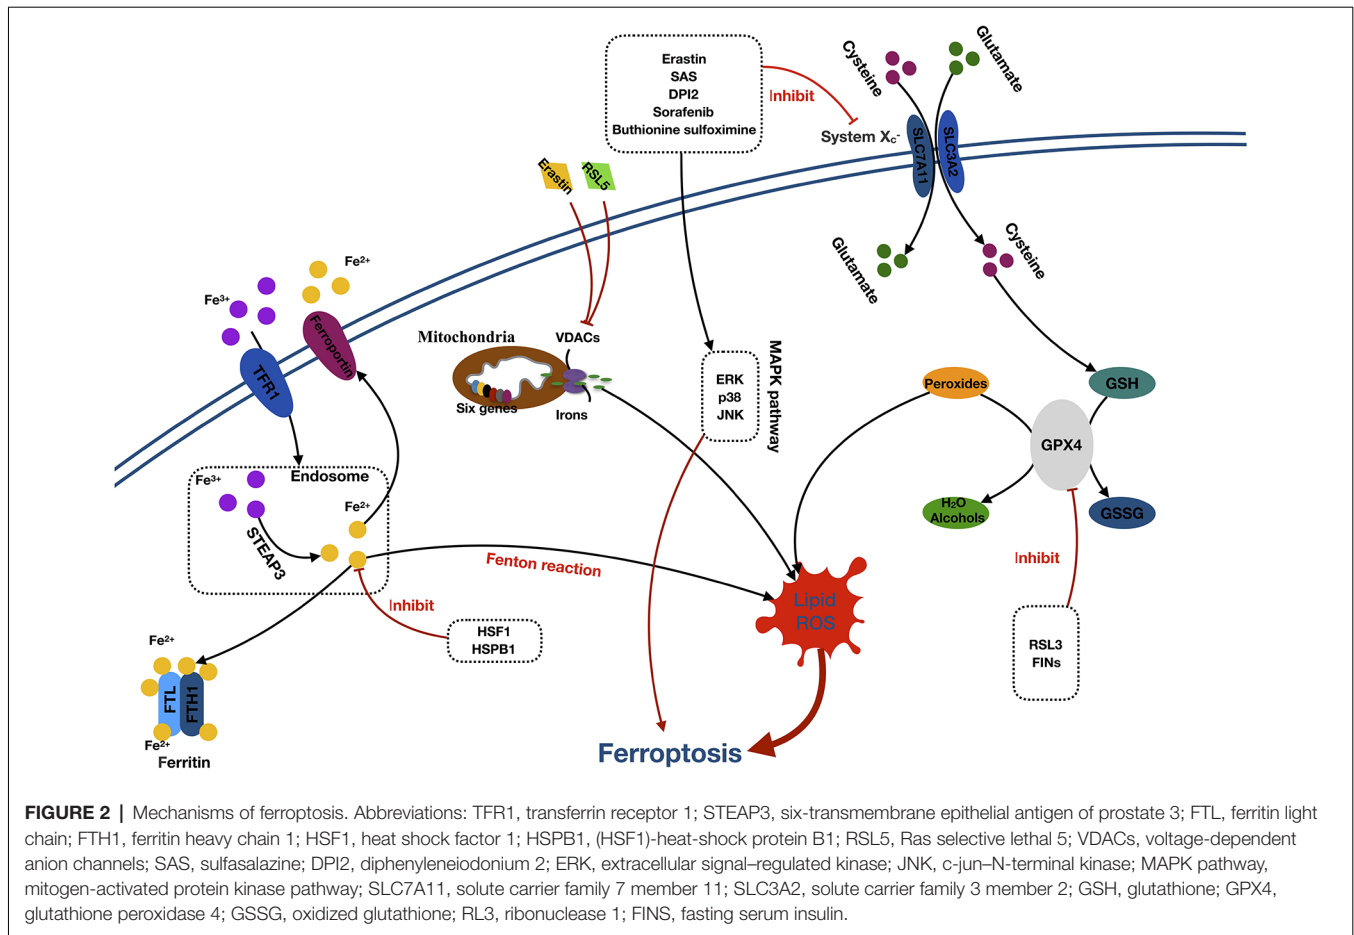 Erastin
SAS
DPI2
Sorafenib
Buthionine sulfoximine
Inhibit
Cysteine
Glutamate
System Xc-
SLC7A11
SLC3A2
Erastin
RSL5
Glutamate
Cysteine
Fe2+
Fe3+
Ferroportin
TFR1
Mitochondria
VDACs
Six genes
Irons
ERK
p38
JNK
MAPK pathway
Peroxides
GSH
GPX4
H2O
Alcohols
GSSG
Endosome
Fe3+
Fe2+
STEAP3
Fenton reaction
Inhibit
HSF1
HSPB1
Lipid
ROS
Inhibit
RSL3
FINs
Fe2+
FTL
FTH1
Fe2+
Ferritin
Ferroptosis
FIGURE 2 | Mechanisms of ferroptosis. Abbreviations: TFR1, transferrin receptor 1; STEAP3, six-transmembrane epithelial antigen of prostate 3; FTL, ferritin light
chain; FTH1, ferritin heavy chain 1; HSF1, heat shock factor 1; HSPB1, (HSF1)-heat-shock protein B1; RSL5, Ras selective lethal 5; VDACs, voltage-dependent
anion channels; SAS, sulfasalazine; DPI2, diphenyleneiodonium 2; ERK, extracellular signal–regulated kinase; JNK, c-jun–N-terminal kinase; MAPK pathway,
mitogen-activated protein kinase pathway; SLC7A11, solute carrier family 7 member 11; SLC3A2, solute carrier family 3 member 2; GSH, glutathione; GPX4,
glutathione peroxidase 4; GSSG, oxidized glutathione; RL3, ribonuclease 1; FINS, fasting serum insulin.